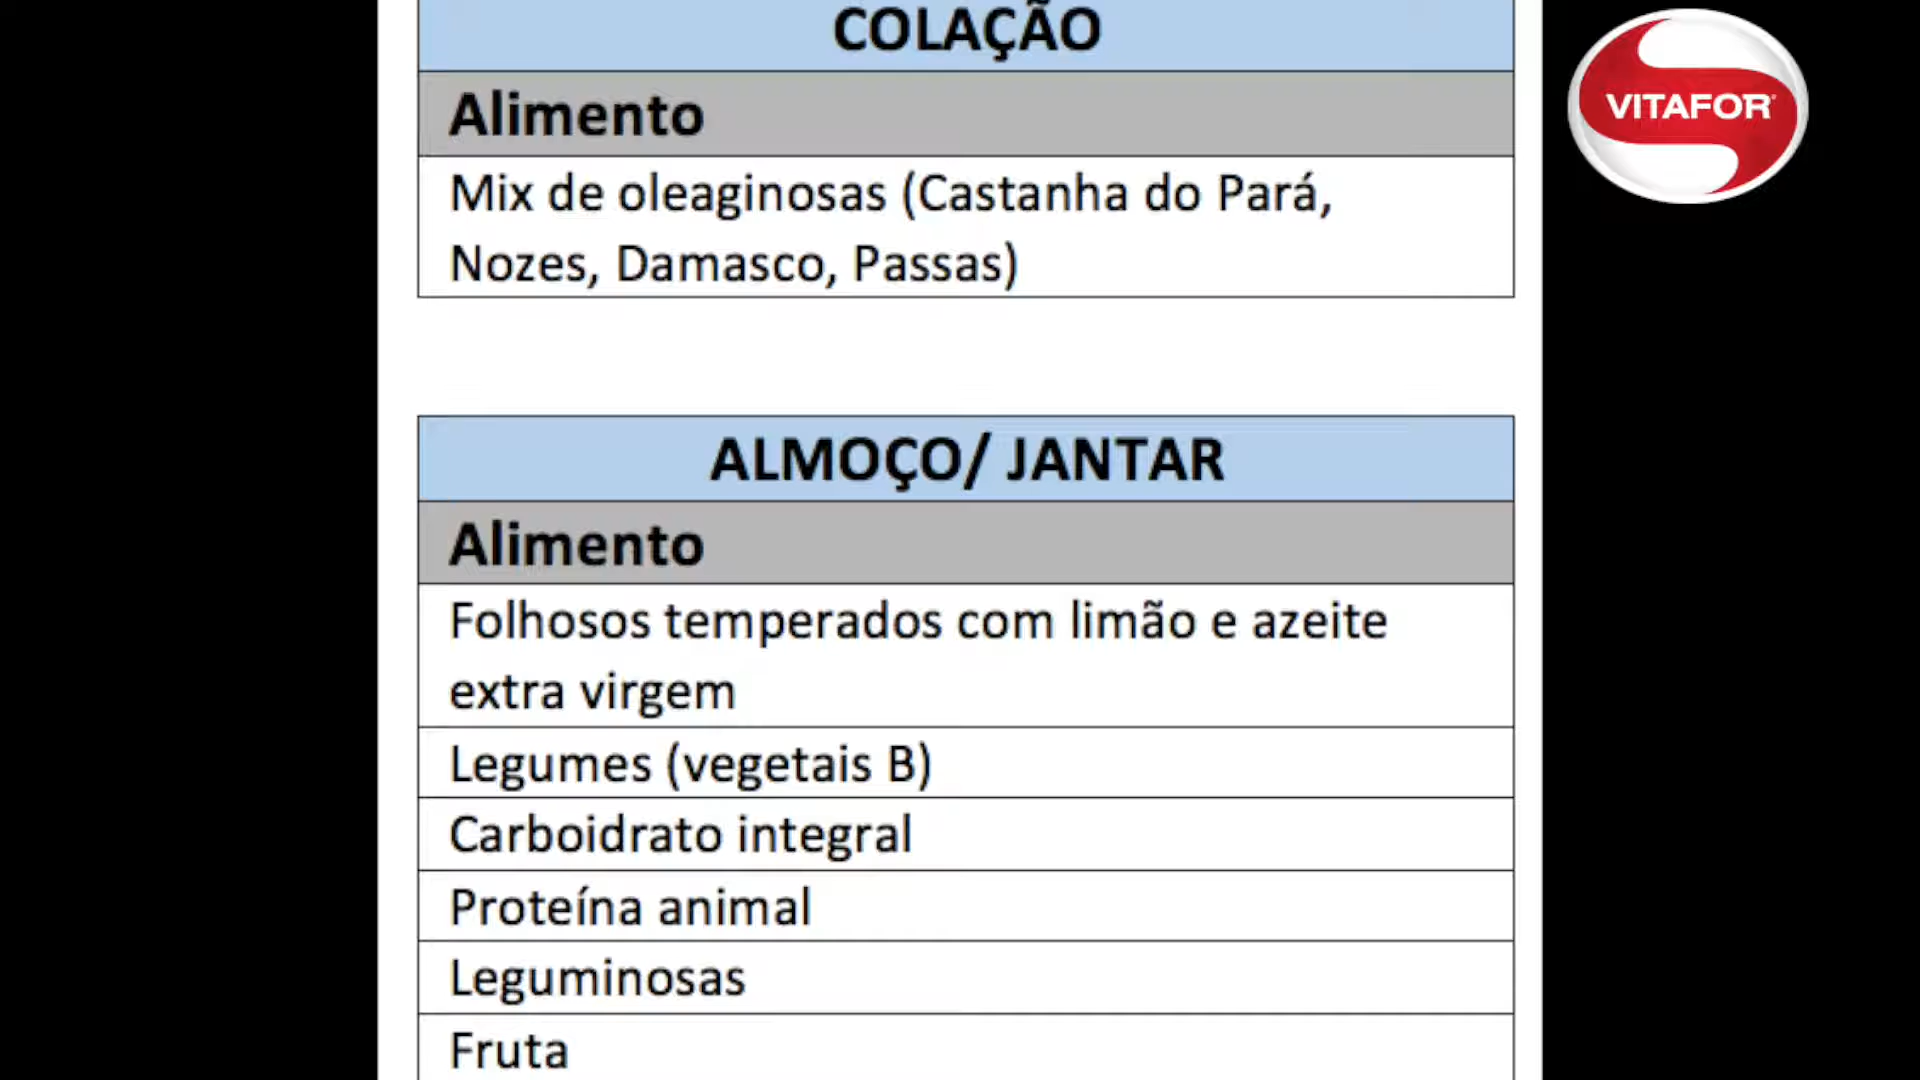 COLAÇÃO
VITAFOR
Alimento
Mix de oleaginosas (Castanha do Pará,
Nozes, Damasco, Passas)
ALMOÇO/ JANTAR
Alimento
Folhosos temperados com limão e azeite
extra virgem
Legumes (vegetais B)
Carboidrato integral
Proteína animal
Leguminosas
Fruta